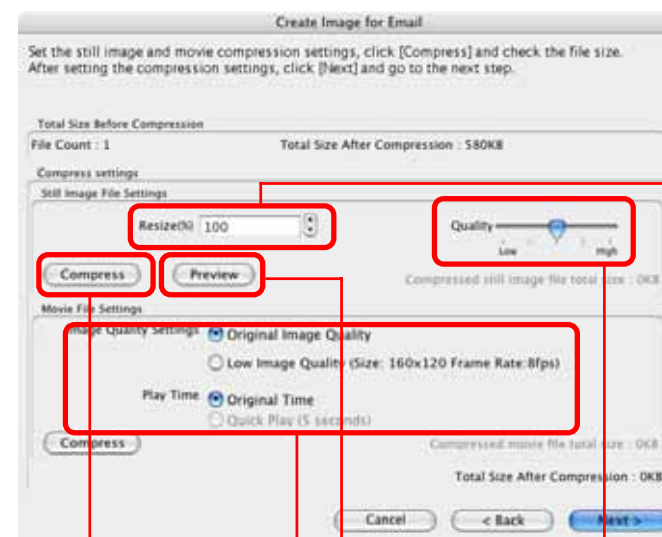 Create Image for Email
Set the still image and movie compression settings, click [Compress] and check the file size.
After setting the compression settings, click [Next] and go to the next step.
Total Size Before Compression
File Count : 1 Total Size After Compression : 580KB
Compress settings
Still Image File Settings
Resize(%) 100 Quality
Low High
Compress Preview Compressed still image file total size : 0KB
Movie File Settings
Image Quality Settings Original Image Quality
Low Image Quality (Size: 160x120 Frame Rate:8fps)
Play Time Original Time
Quick Play (5 seconds)
Compress Compressed movie file total size : 0KB
Total Size After Compression : 0KB
Cancel < Back Next >